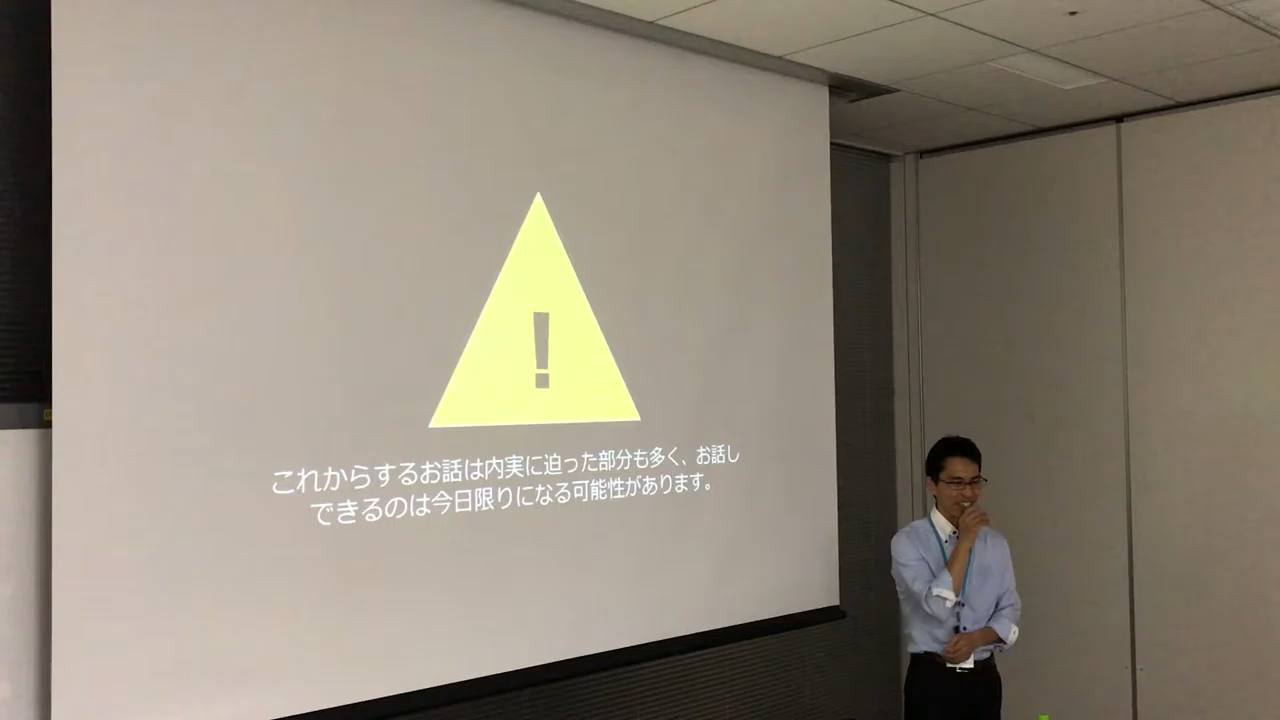 !
これからするお話は内実に迫った部分も多く、お話し
できるのは今日限りになる可能性があります。